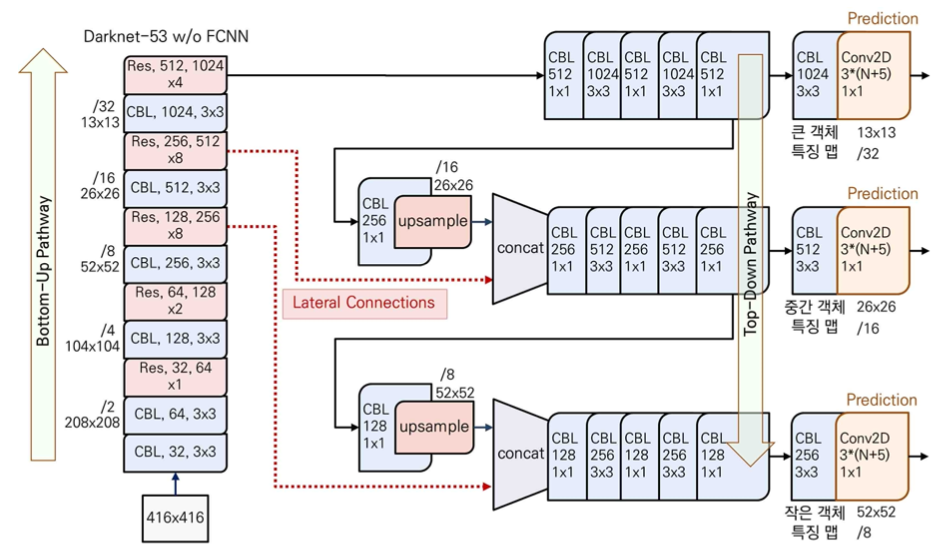 Prediction
Darknet-53 w/o FCNN
Bottom-Up Pathway
Res, 512, 1024
x4
/32
13x13
CBL, 1024, 3x3
Res, 256, 512
x8
/16
26x26
CBL, 512, 3x3
Res, 128, 256
x8
/8
52x52
CBL, 256, 3x3
Res, 64, 128
x2
/4
104x104
CBL, 128, 3x3
Res, 32, 64
x1
/2
208x208
CBL, 64, 3x3
CBL, 32, 3x3
416x416
Lateral Connections
Top-Down Pathway
CBL
512
1x1
CBL
1024
3x3
CBL
512
1x1
CBL
1024
3x3
CBL
512
1x1
CBL
1024
3x3
Conv2D
3*(N+5)
1x1
큰 객체 13x13
특징 맵 /32
/16
26x26
CBL
256
1x1
upsample
concat
CBL
256
1x1
CBL
512
3x3
CBL
256
1x1
CBL
512
3x3
CBL
256
1x1
Prediction
CBL
512
3x3
Conv2D
3*(N+5)
1x1
중간 객체 26x26
특징 맵 /16
/8
52x52
CBL
128
1x1
upsample
concat
CBL
128
1x1
CBL
256
3x3
CBL
128
1x1
CBL
256
3x3
CBL
128
1x1
Prediction
CBL
256
3x3
Conv2D
3*(N+5)
1x1
작은 객체 52x52
특징 맵 /8